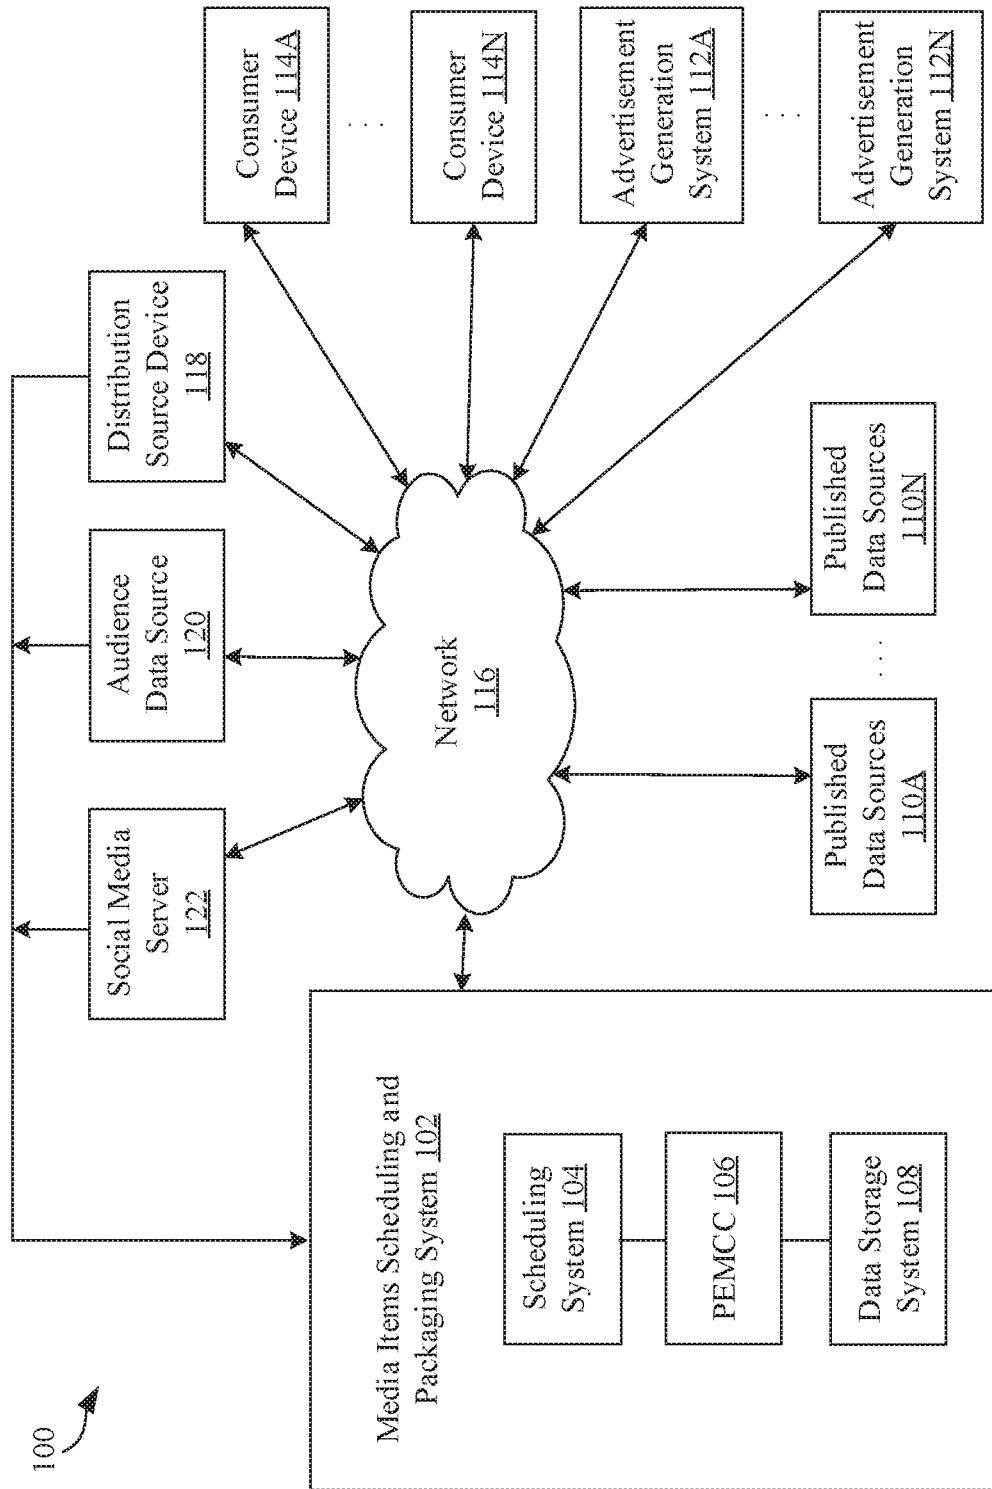 100
Media Items Scheduling and
Packaging System 102
Scheduling
System 104
PEMCC 106
Data Storage
System 108
Social Media
Server
122
Audience
Data Source
120
Distribution
Source Device
118
Network
116
Published
Data Sources
110A
. . .
Published
Data Sources
110N
Consumer
Device 114A
. . .
Consumer
Device 114N
Advertisement
Generation
System 112A
. . .
Advertisement
Generation
System 112N